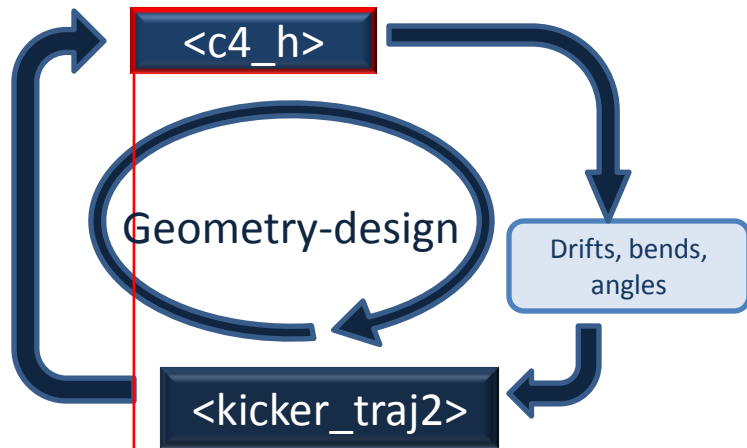 <c4_h>
Geometry-design
Drifts, bends,
angles
<kicker_traj2>